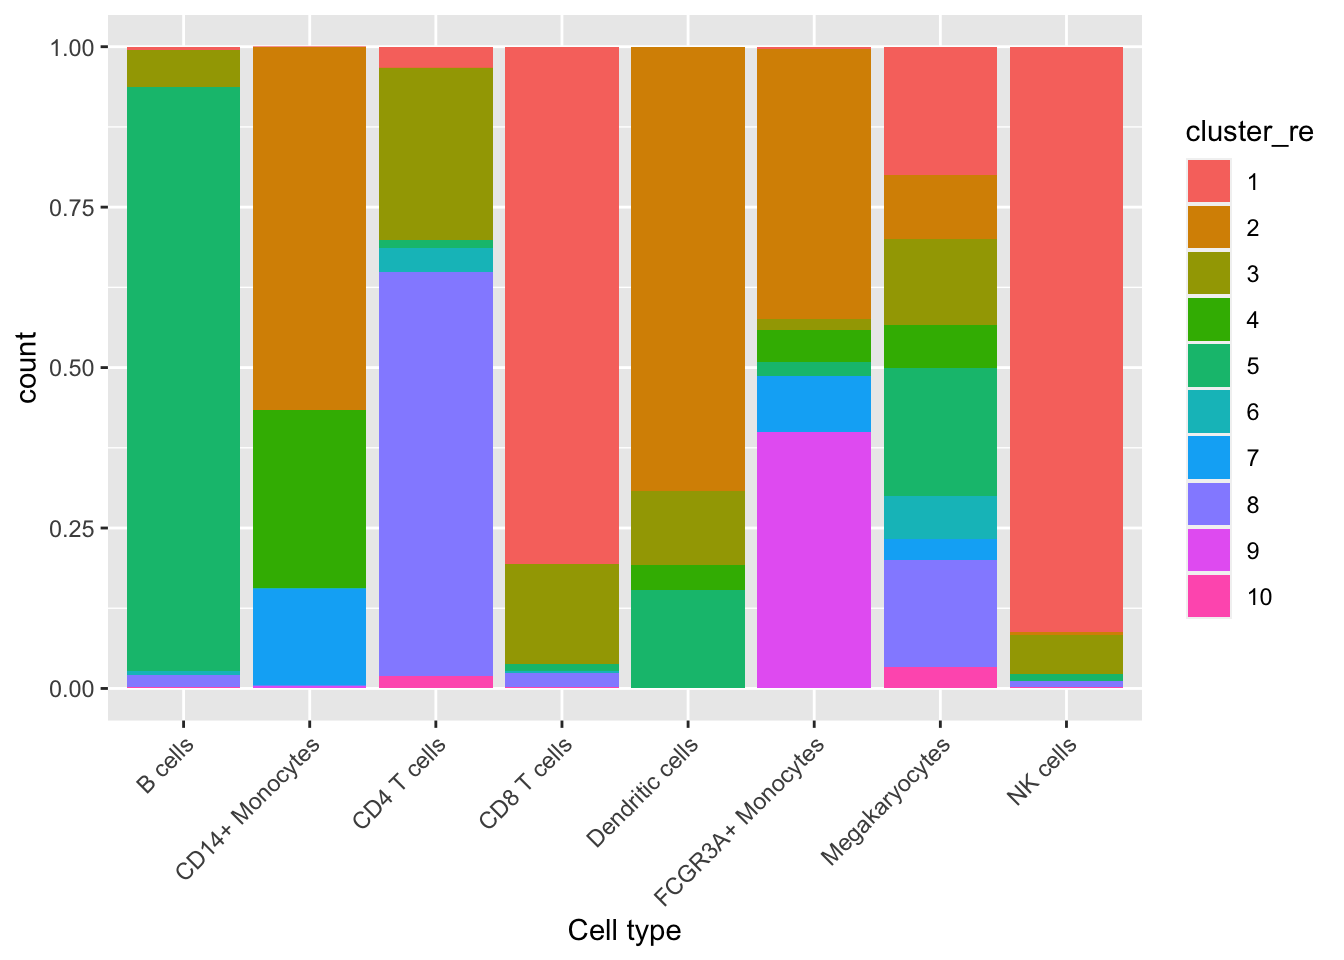 1.00
0.75
0.50
0.25
0.00
count
B cells
CD14+ Monocytes
CD4 T cells
CD8 T cells
Dendritic cells
FCGR3A+ Monocytes
Megakaryocytes
NK cells
Cell type
cluster_re
1
2
3
4
5
6
7
8
9
10